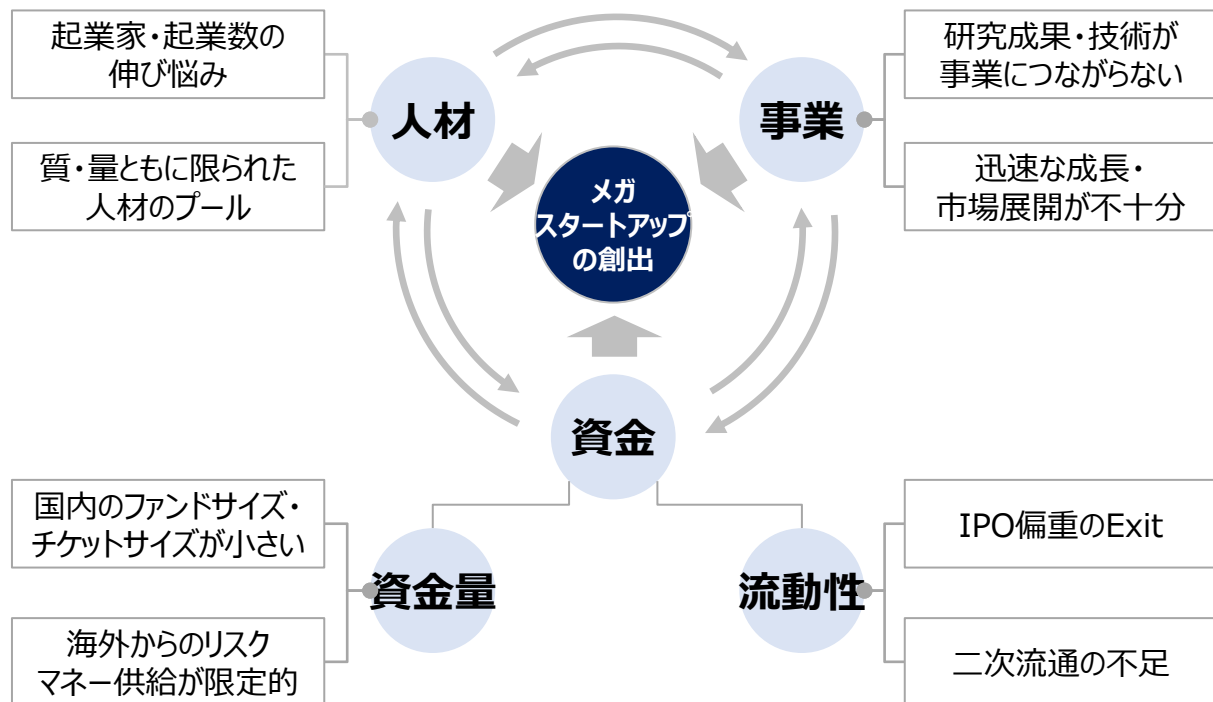 起業家・起業数の
伸び悩み
質・量ともに限られた
人材のプール
人材
事業
研究成果・技術が
事業につながらない
迅速な成長・
市場展開が不十分
メガ
スタートアップ
の創出
資金
国内のファンドサイズ・
チケットサイズが小さい
海外からのリスク
マネー供給が限定的
資金量
流動性
IPO偏重のExit
二次流通の不足